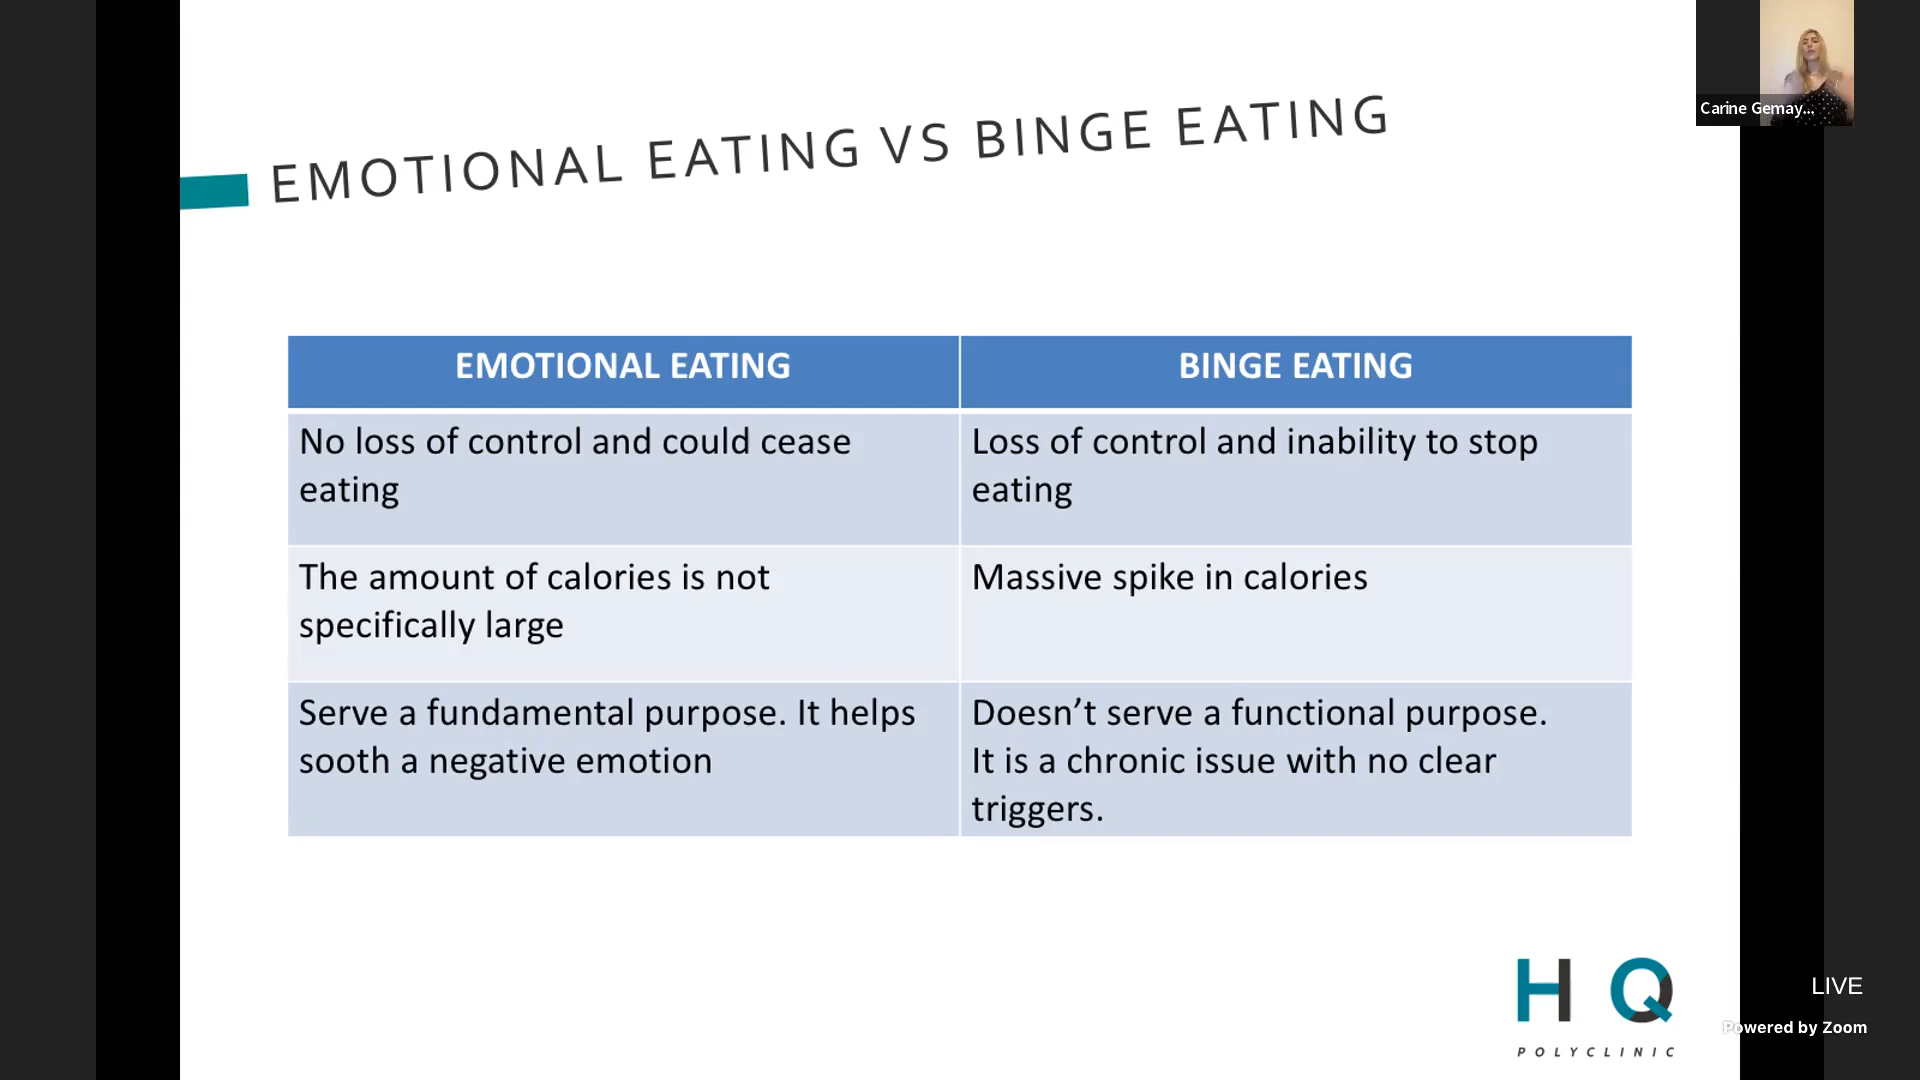 Carine Gemay...
EMOTIONAL EATING VS BINGE EATING
EMOTIONAL EATING
BINGE EATING
No loss of control and could cease
eating
Loss of control and inability to stop
eating
The amount of calories is not
specifically large
Massive spike in calories
Serve a fundamental purpose. It helps
sooth a negative emotion
Doesn’t serve a functional purpose.
It is a chronic issue with no clear
triggers.
H Q
POLYCLINIC
LIVE
Powered by Zoom